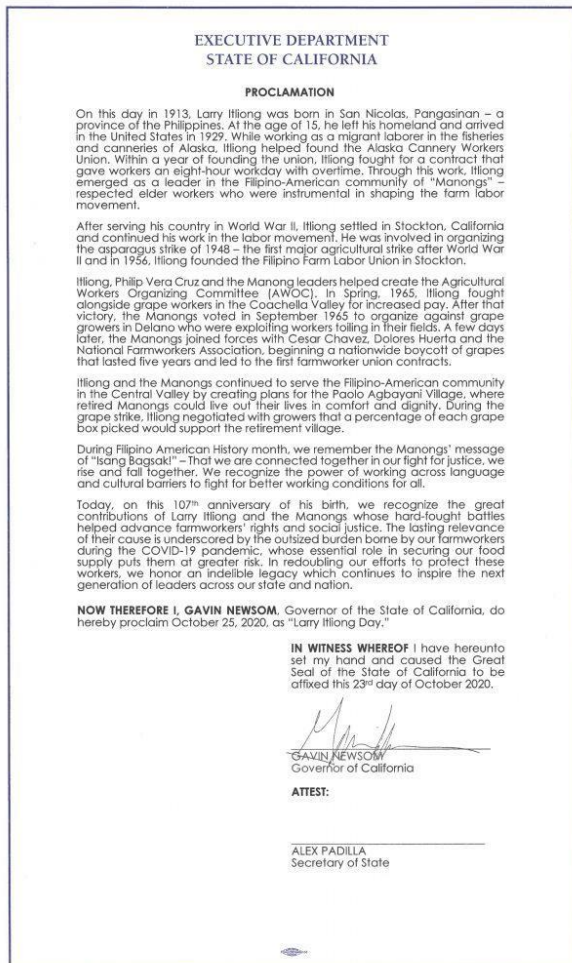 EXECUTIVE DEPARTMENT
STATE OF CALIFORNIA
PROCLAMATION
On this day in 1913, Larry Itliong was born in San Nicolas, Pangasinan – a
province of the Philippines. At the age of 15, he left his homeland and arrived
in the United States in 1929. While working as a migrant laborer in the fisheries
and canneries of Alaska, Itliong helped found the Alaska Cannery Workers
Union. Within a year of founding the union, Itliong fought for a contract that
gave workers an eight-hour workday with overtime. Through this work, Itliong
emerged as a leader in the Filipino-American community of “Manongs” –
respected elder workers who were instrumental in shaping the farm labor
movement.
After serving his country in World War II, Itliong settled in Stockton, California
and continued his work in the labor movement. He was involved in organizing
the asparagus strike of 1948 – the first major agricultural strike after World War
II and in 1956, Itliong founded the Filipino Farm Labor Union in Stockton.
Itliong, Philip Vera Cruz and the Manong leaders helped create the Agricultural
Workers Organizing Committee (AWOC). In Spring, 1965, Itliong fought
alongside grape workers in the Coachella Valley for increased pay. After that
victory, the Manongs voted in September 1965 to organize against grape
growers in Delano who were exploiting workers toiling in their fields. A few days
later, the Manongs joined forces with Cesar Chavez, Dolores Huerta and the
National Farmworkers Association, beginning a nationwide boycott of grapes
that lasted five years and led to the first farmworker union contracts.
Itliong and the Manongs continued to serve the Filipino-American community
in the Central Valley by creating plans for the Paolo Agbayani Village, where
retired Manongs could live out their lives in comfort and dignity. During the
grape strike, Itliong negotiated with growers that a percentage of each grape
box picked would support the retirement village.
During Filipino American History month, we remember the Manongs’ message
of “Isang Bagsak!” – That we are connected together in our fight for justice, we
rise and fall together. We recognize the power of working across language
and cultural barriers to fight for better working conditions for all.
Today, on this 107th anniversary of his birth, we recognize the great
contributions of Larry Itliong and the Manongs whose hard-fought battles
helped advance farmworkers’ rights and social justice. The lasting relevance
of their cause is underscored by the outsized burden borne by our farmworkers
during the COVID-19 pandemic, whose essential role in securing our food
supply puts them at greater risk. In redoubling our efforts to protect these
workers, we honor an indelible legacy which continues to inspire the next
generation of leaders across our state and nation.
NOW THEREFORE I, GAVIN NEWSOM, Governor of the State of California, do
hereby proclaim October 25, 2020, as “Larry Itliong Day.”
IN WITNESS WHEREOF I have hereunto
set my hand and caused the Great
Seal of the State of California to be
affixed this 23rd day of October 2020.
GAVIN NEWSOM
Governor of California
ATTEST:
ALEX PADILLA
Secretary of State